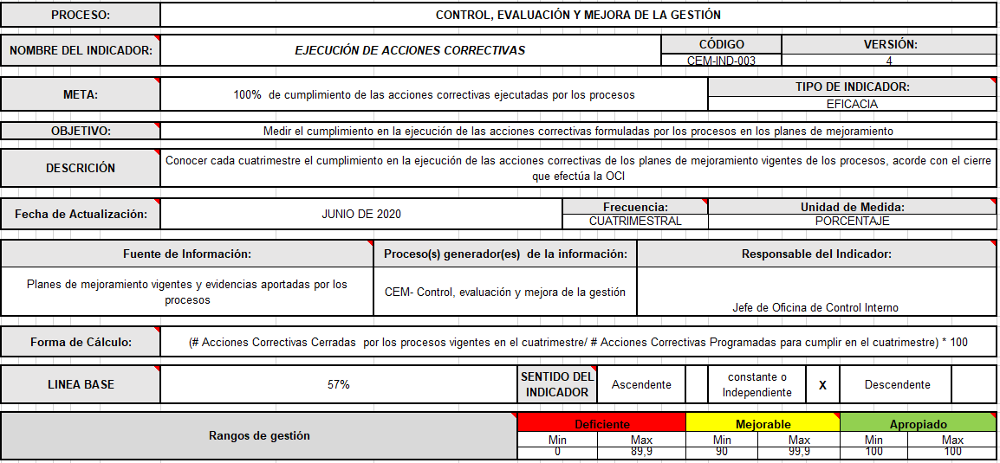 PROCESO:
CONTROL, EVALUACIÓN Y MEJORA DE LA GESTIÓN
NOMBRE DEL INDICADOR:
EJECUCIÓN DE ACCIONES CORRECTIVAS
CÓDIGO
CEM-IND-003
VERSIÓN:
4
META:
100% de cumplimiento de las acciones correctivas ejecutadas por los procesos
TIPO DE INDICADOR:
EFICACIA
OBJETIVO:
Medir el cumplimiento en la ejecución de las acciones correctivas formuladas por los procesos en los planes de mejoramiento
DESCRICIÓN
Conocer cada cuatrimestre el cumplimiento en la ejecución de las acciones correctivas de los planes de mejoramiento vigentes de los procesos, acorde con el cierre
que efectúa la OCI
Fecha de Actualización:
JUNIO DE 2020
Frecuencia:
CUATRIMESTRAL
Unidad de Medida:
PORCENTAJE
Fuente de Información:
Proceso(s) generador(es) de la información:
Responsable del Indicador:
Planes de mejoramiento vigentes y evidencias aportadas por los
procesos
CEM- Control, evaluación y mejora de la gestión
Jefe de Oficina de Control Interno
Forma de Cálculo:
(# Acciones Correctivas Cerradas por los procesos vigentes en el cuatrimestre/ # Acciones Correctivas Programadas para cumplir en el cuatrimestre) * 100
LINEA BASE
57%
SENTIDO DEL
INDICADOR
Ascendente
constante o
Independiente
X
Descendente
Rangos de gestión
Deficiente
Mejorable
Apropiado
Min
Max
Min
Max
Min
Max
0
89,9
90
99,9
100
100